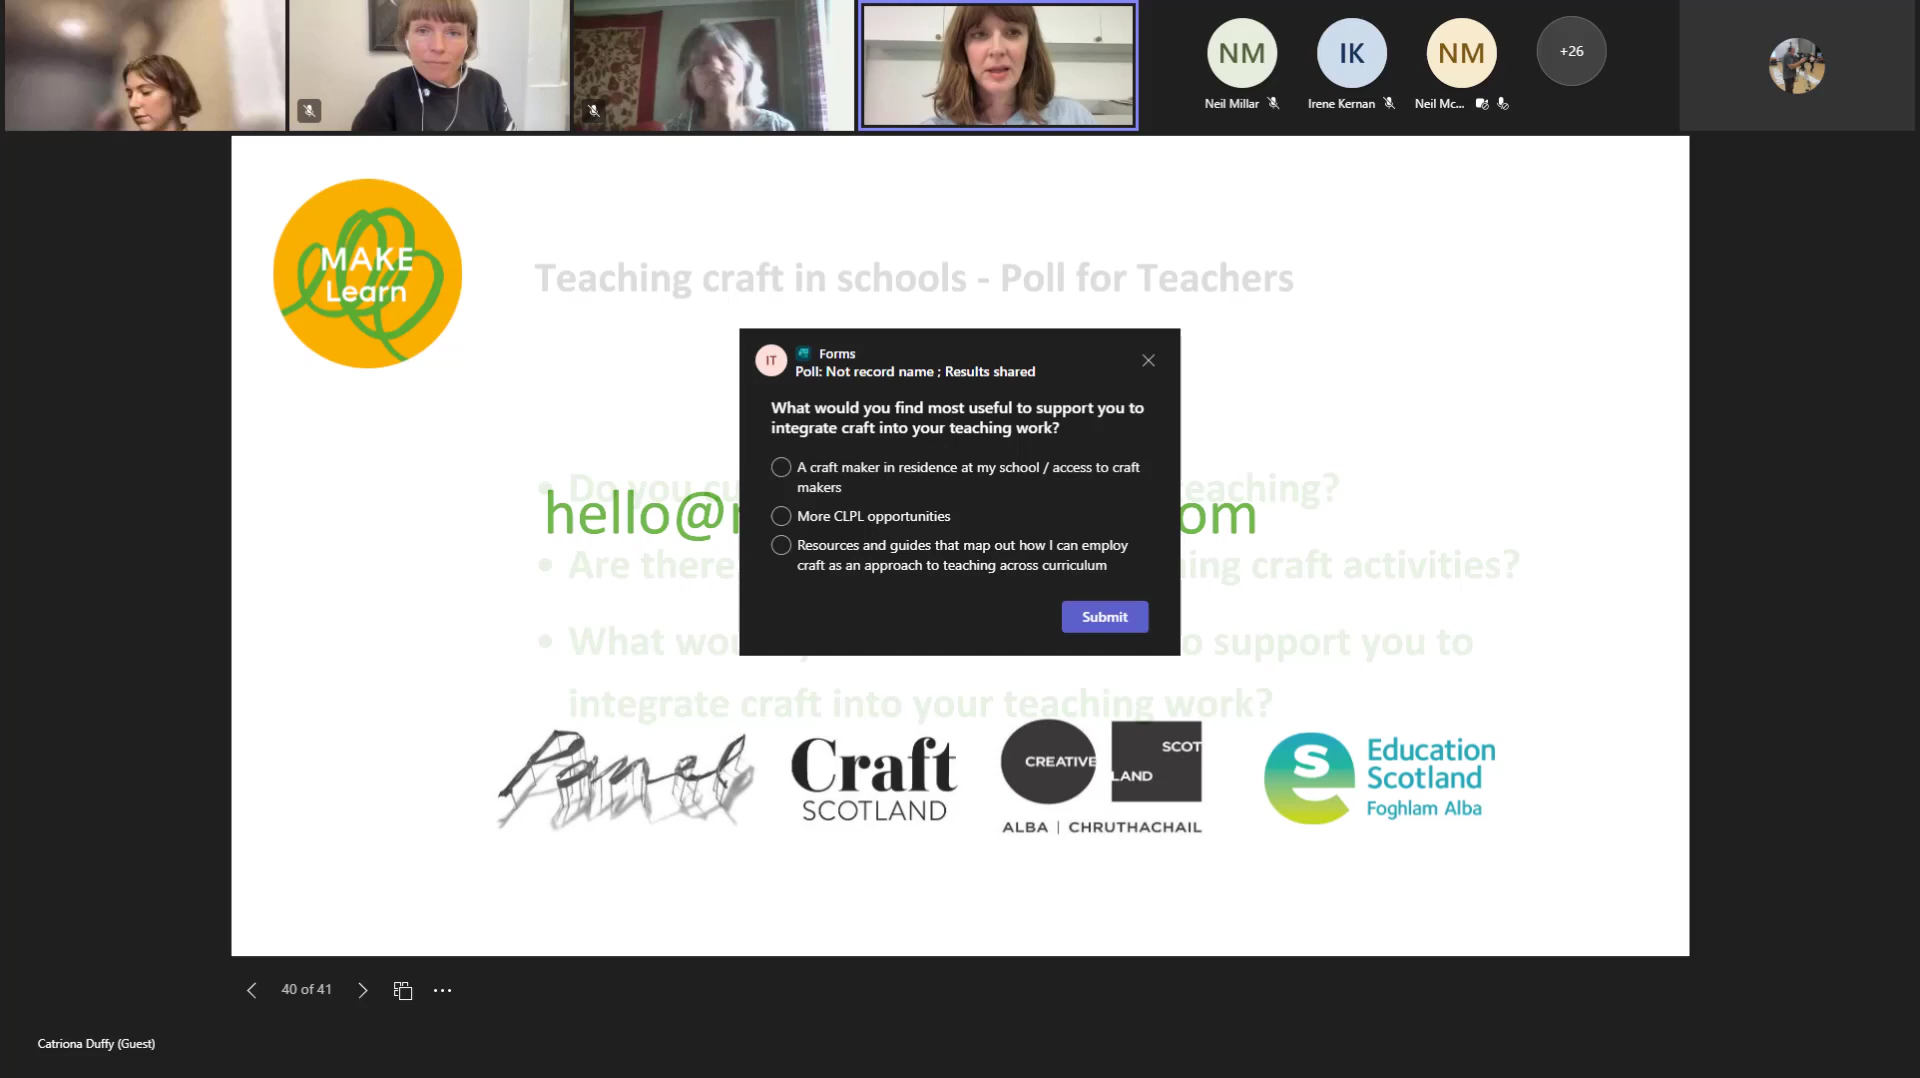 NM
IK
NM
+26
Neil Millar
Irene Kernan
Neil Mc...
MAKE
Learn
Teaching craft in schools - Poll for Teachers
IT
Forms
Poll: Not record name ; Results shared
What would you find most useful to support you to
integrate craft into your teaching work?
A craft maker in residence at my school / access to craft
makers
More CLPL opportunities
Resources and guides that map out how I can employ
craft as an approach to teaching across curriculum
Submit
Do you
eaching?
hello@
om
Are there
ing craft activities?
What
support you to
integrate craft into your teaching work?
Panel
Craft
SCOTLAND
CREATIVE
SCOT
LAND
ALBA | CHRUTHACHAIL
Education
Scotland
Foghlam Alba
40 of 41
Catriona Duffy (Guest)